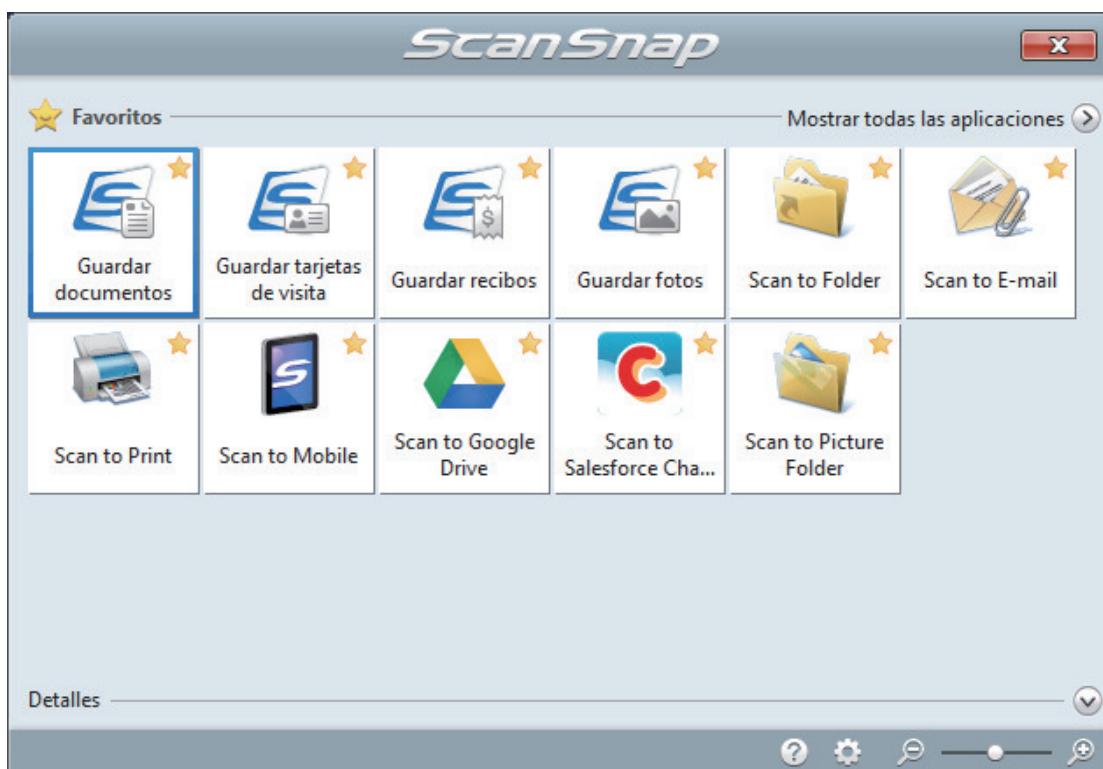 ScanSnap
Favoritos
Mostrar todas las aplicaciones
Guardar
documentos
Guardar tarjetas
de visita
Guardar recibos
Guardar fotos
Scan to Folder
Scan to E-mail
Scan to Print
Scan to Mobile
Scan to Google
Drive
Scan to
Salesforce Cha...
Scan to Picture
Folder
Detalles